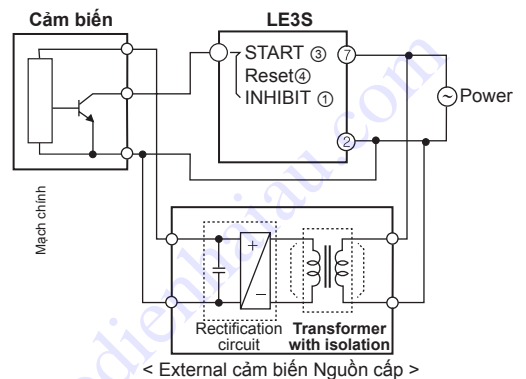 Cảm biến
LE3S
START ③
Reset④
INHIBIT ①
⑦
②
Power
Mạch chính
+
−
Rectification
circuit
Transformer
with isolation
< External cảm biến Nguồn cấp >